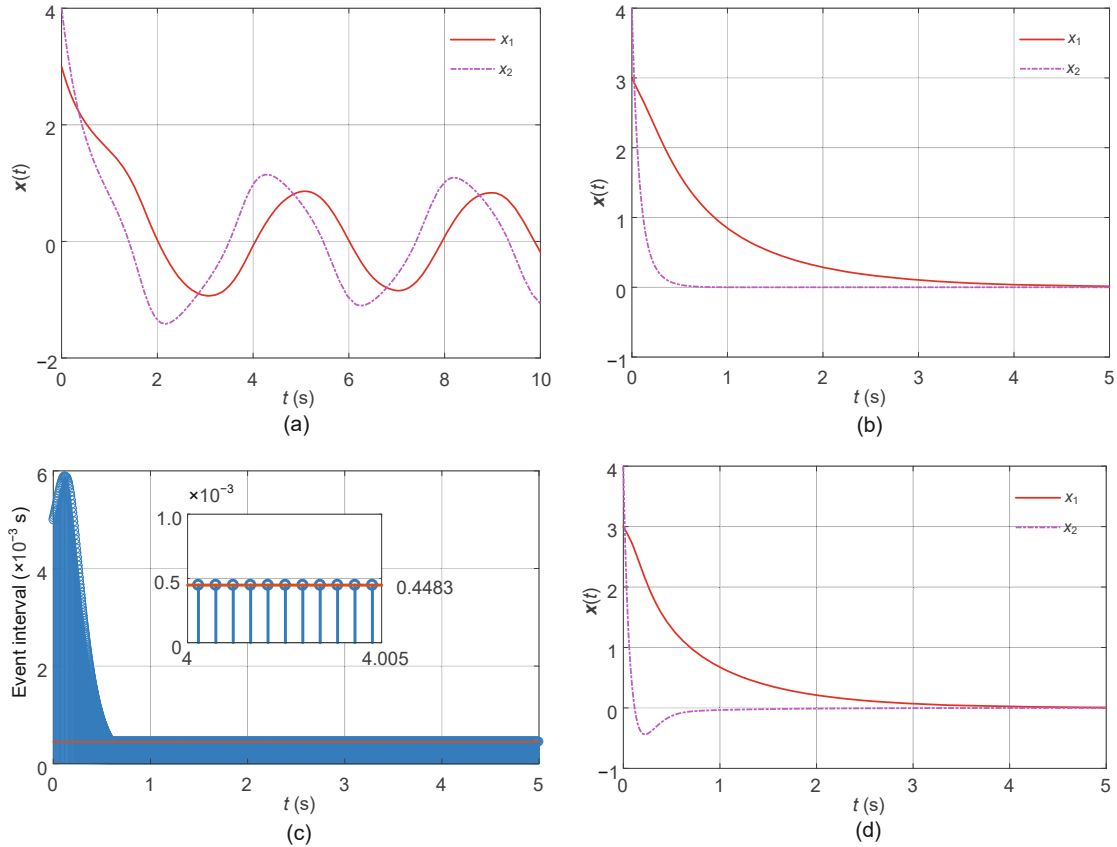 4
2
0
−2
x(t)
x₁
x₂
0 2 4 6 8 10
t (s)
(a)
4
3
2
1
0
−1
x(t)
x₁
x₂
0 1 2 3 4 5
t (s)
(b)
6
4
2
0
Event interval (×10⁻³ s)
×10⁻³
1.0
0.5
0
0.4483
4 4.005
0 1 2 3 4 5
t (s)
(c)
4
3
2
1
0
−1
x(t)
x₁
x₂
0 1 2 3 4 5
t (s)
(d)